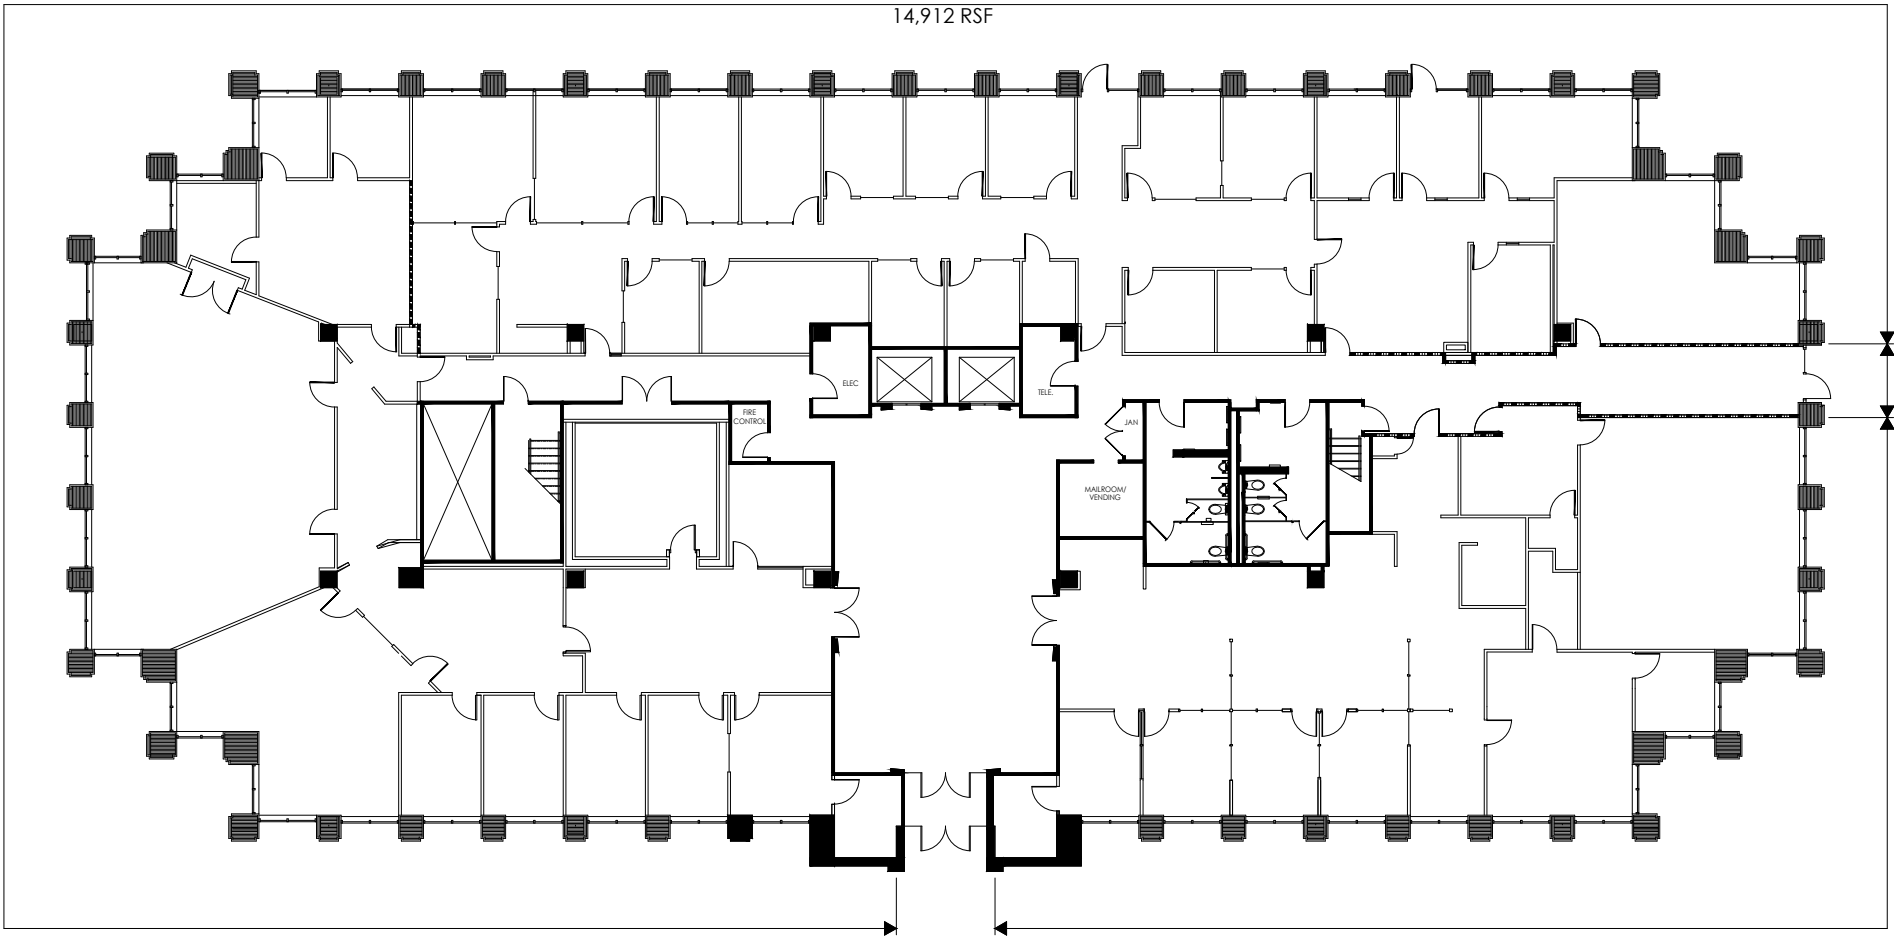 14,912 RSF
ELEC
TELE.
FIRE
CONTROL
JAN
MAILROOM/
VENDING